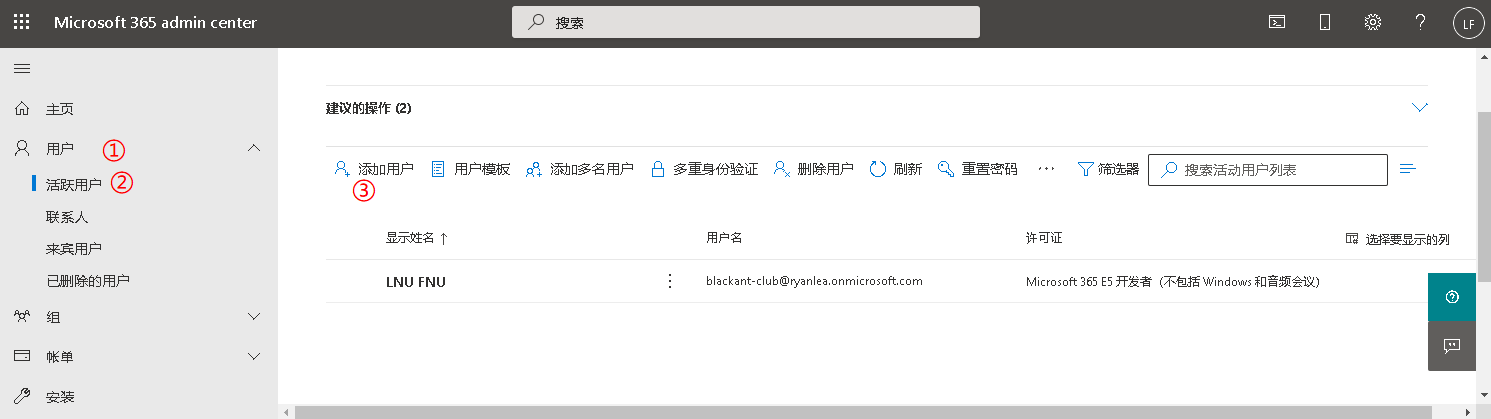 Microsoft 365 admin center
搜索
LF
主页
用户 ①
活跃用户 ②
联系人
来宾用户
已删除的用户
组
帐单
安装
建议的操作 (2)
添加用户 用户模板 添加多名用户 多重身份验证 删除用户 刷新 重置密码 ... 筛选器 搜索活动用户列表
③
显示姓名 ↑ 用户名 许可证 选择要显示的列
LNU FNU blackant-club@ryanlea.onmicrosoft.com Microsoft 365 E5 开发者（不包括 Windows 和音频会议）